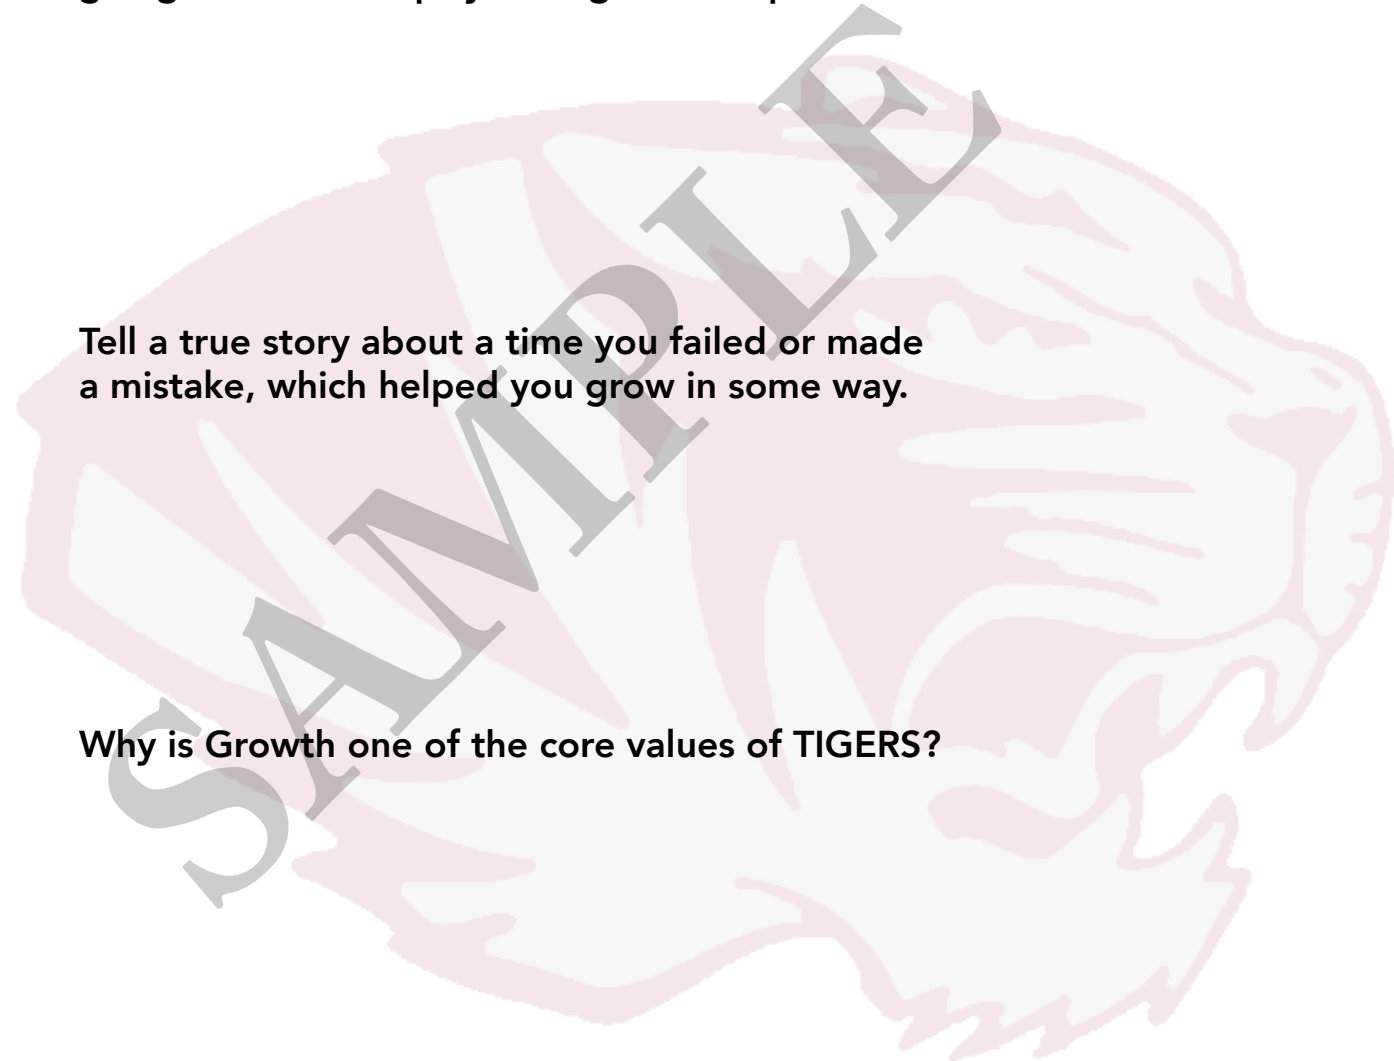 Tell a true story about a time you failed or made
a mistake, which helped you grow in some way.
Why is Growth one of the core values of TIGERS?
SAMPLE